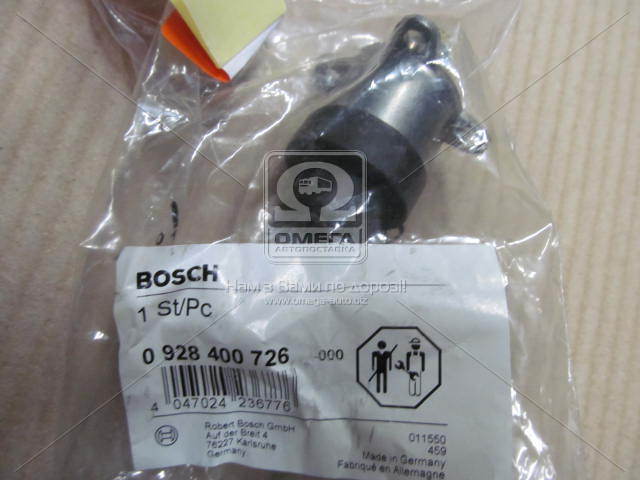 ОМЕГА
АВТОПОСТАВКА
Нам з Вами по дорозі!
www.omega-auto.biz
BOSCH
1 St/Pc
0 928 400 726 -000
4 047024 236776
Robert Bosch GmbH
Auf der Breit 4
76227 Karlsruhe
Germany
011550
459
Made in Germany
Fabriqué en Allemagne